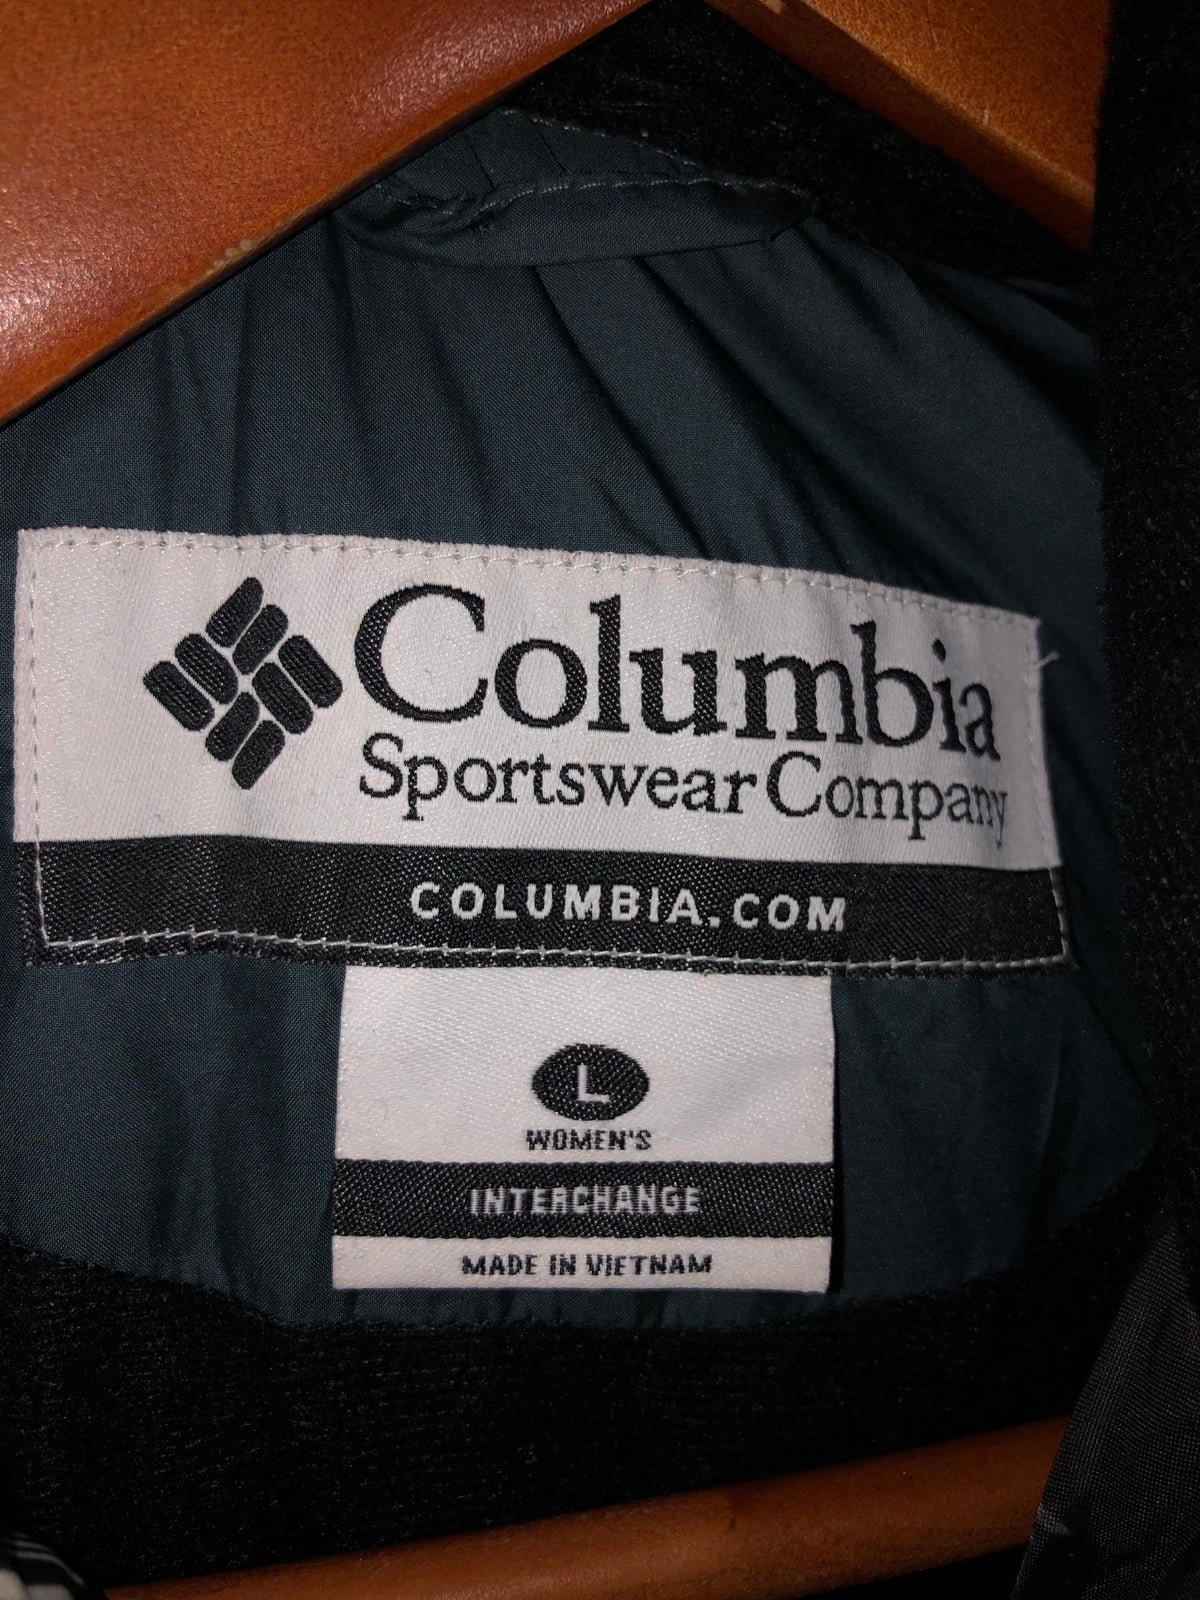 Columbia
Sportswear Company
COLUMBIA.COM
L
WOMEN'S
INTERCHANGE
MADE IN VIETNAM